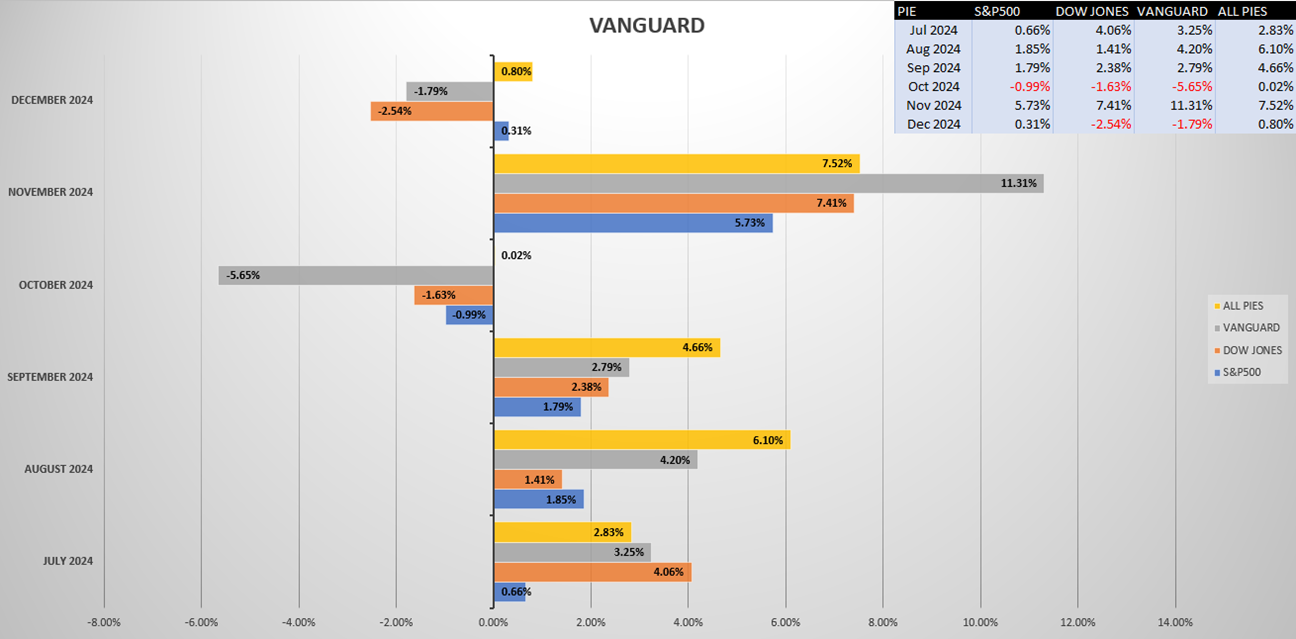 VANGUARD
PIE S&P500 DOW JONES VANGUARD ALL PIES
Jul 2024 0.66% 4.06% 3.25% 2.83%
Aug 2024 1.85% 1.41% 4.20% 6.10%
Sep 2024 1.79% 2.38% 2.79% 4.66%
Oct 2024 -0.99% -1.63% -5.65% 0.02%
Nov 2024 5.73% 7.41% 11.31% 7.52%
Dec 2024 0.31% -2.54% -1.79% 0.80%
DECEMBER 2024
0.80%
-1.79%
-2.54%
0.31%
NOVEMBER 2024
7.52%
11.31%
7.41%
5.73%
OCTOBER 2024
0.02%
-5.65%
-1.63%
-0.99%
SEPTEMBER 2024
4.66%
2.79%
2.38%
1.79%
AUGUST 2024
6.10%
4.20%
1.41%
1.85%
JULY 2024
2.83%
3.25%
4.06%
0.66%
ALL PIES
VANGUARD
DOW JONES
S&P500
-8.00% -6.00% -4.00% -2.00% 0.00% 2.00% 4.00% 6.00% 8.00% 10.00% 12.00% 14.00%